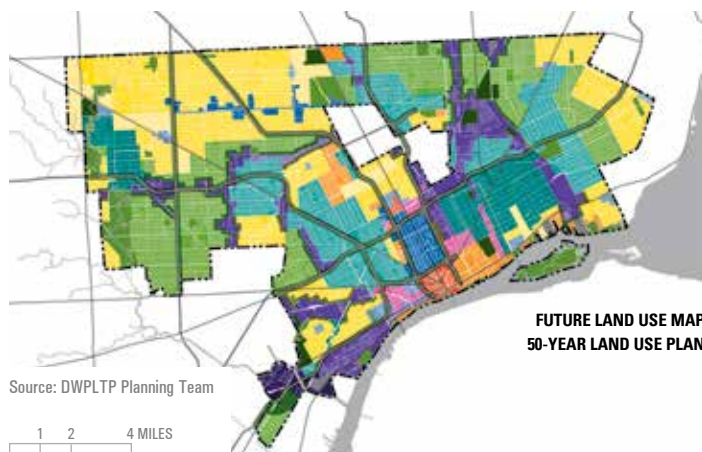 FUTURE LAND USE MAP
50-YEAR LAND USE PLAN
Source: DWPLTP Planning Team
1 2 4 MILES